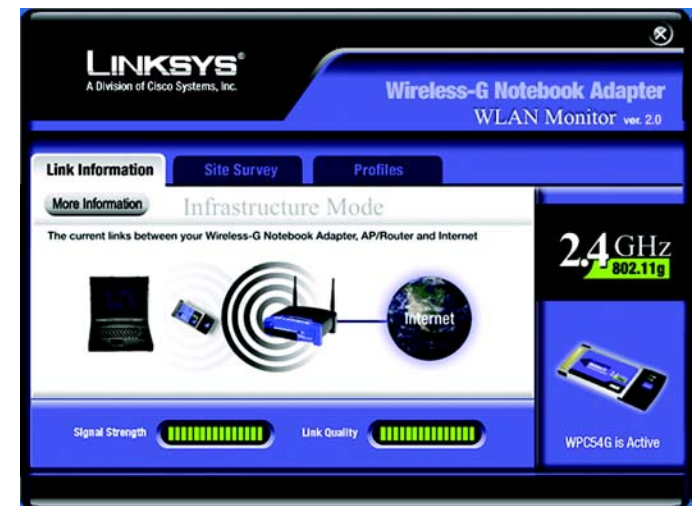 LINKSYS®
A Division of Cisco Systems, Inc.
Wireless-G Notebook Adapter
WLAN Monitor ver. 2.0
Link Information
Site Survey
Profiles
More Information
Infrastructure Mode
The current links between your Wireless-G Notebook Adapter, AP/Router and Internet
Internet
2.4 GHz
802.11g
Signal Strength
Link Quality
WPC54G is Active